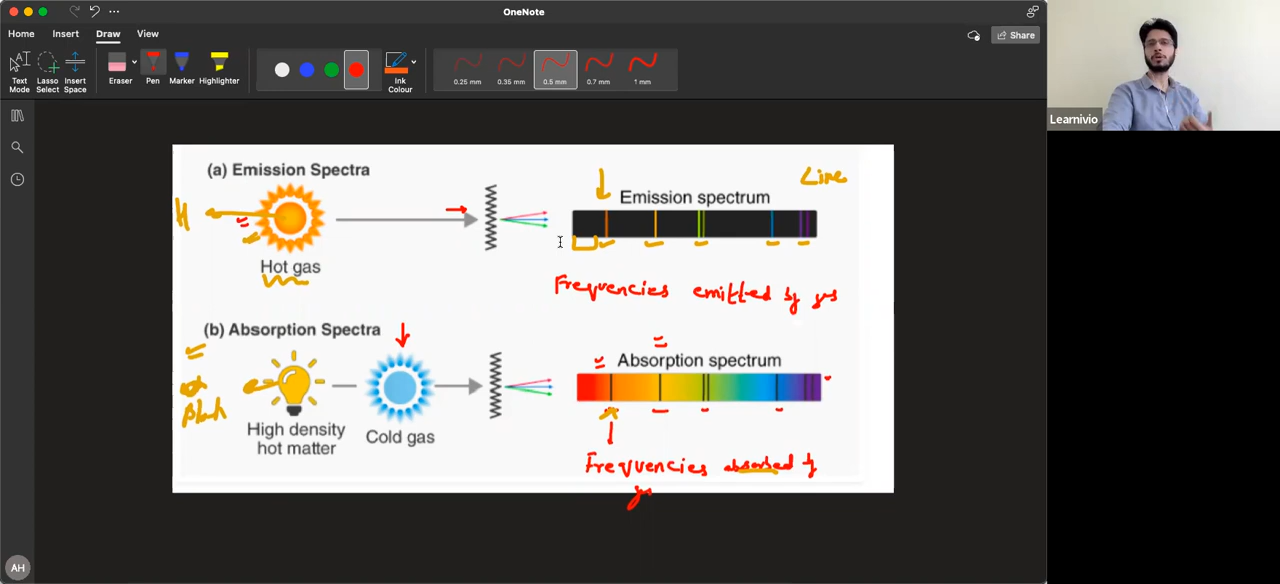 OneNote
Home Insert Draw View
Share
Text Mode
Lasso Select
Insert Space
Eraser
Pen
Marker
Highlighter
Ink Colour
0.25 mm
0.35 mm
0.5 mm
0.7 mm
1 mm
Learnivio
(a) Emission Spectra
Line
H
Emission spectrum
Hot gas
Frequencies emitted by gas
(b) Absorption Spectra
Absorption spectrum
High density
hot matter
Cold gas
Frequencies absorbed by
gas
AH